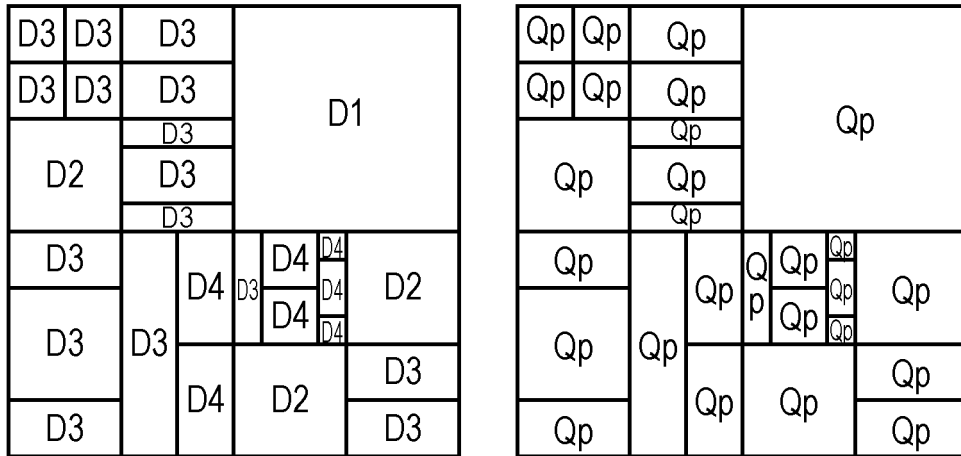 D3 D3 D3 Qp Qp Qp
D1 Qp
D3 D3 D3 Qp Qp Qp
D3 Qp
D2 D3 Qp Qp
D3 Qp
D3 D4 D3 D4 D4 D2 Qp Qp Qp Qp Qp Qp
D4 Qp
D3 D3 D4 D4 Qp Qp Qp Qp
D3 Qp
D4 D2 Qp Qp
D3 D3 Qp Qp